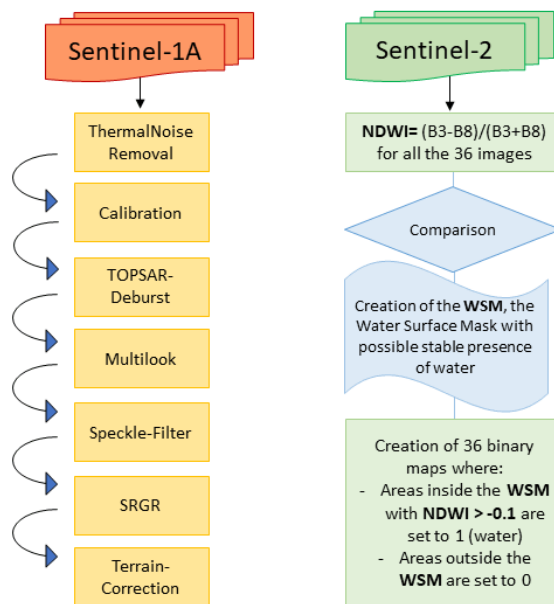 Sentinel-1A
ThermalNoise
Removal
Calibration
TOPSAR-
Deburst
Multilook
Speckle-Filter
SRGR
Terrain-
Correction
Sentinel-2
NDWI= (B3-B8)/(B3+B8)
for all the 36 images
Comparison
Creation of the WSM, the
Water Surface Mask with
possible stable presence
of water
Creation of 36 binary
maps where:
- Areas inside the WSM
with NDWI > -0.1 are
set to 1 (water)
- Areas outside the
WSM are set to 0